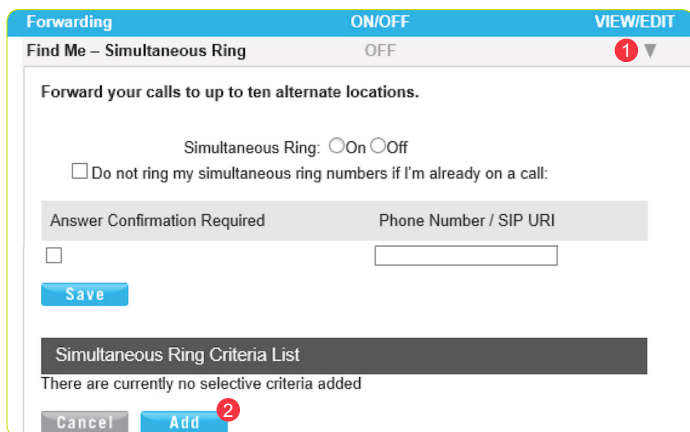 Forwarding ON/OFF VIEW/EDIT
Find Me – Simultaneous Ring OFF 1 ▼
Forward your calls to up to ten alternate locations.
Simultaneous Ring: On Off
Do not ring my simultaneous ring numbers if I'm already on a call:
Answer Confirmation Required Phone Number / SIP URI
Save
Simultaneous Ring Criteria List
There are currently no selective criteria added
Cancel Add 2